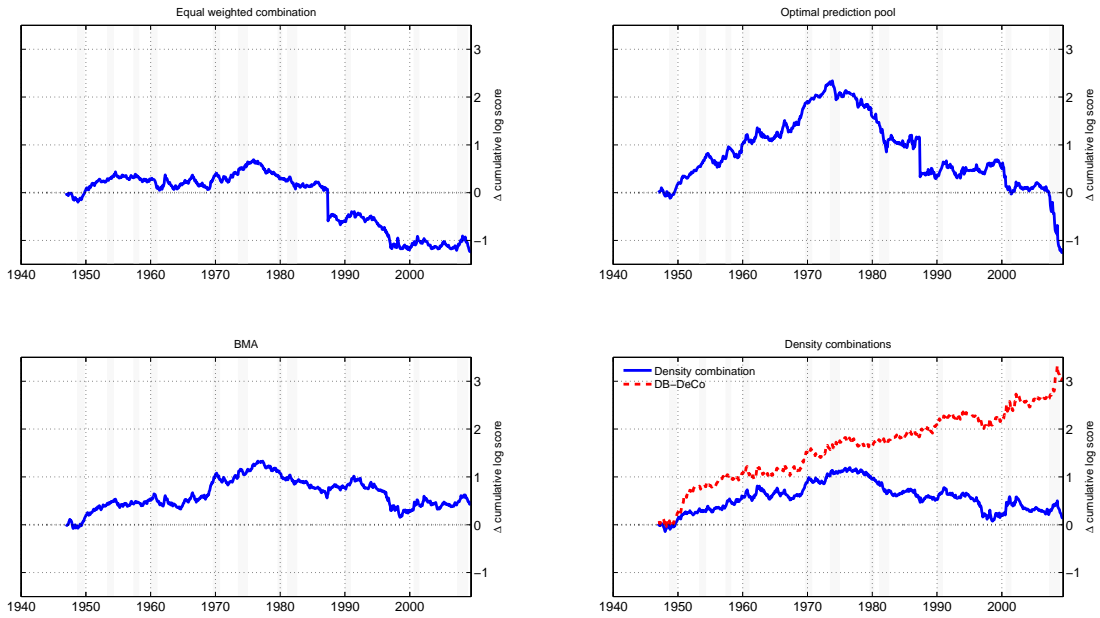 Equal weighted combination
3
2
1
0
−1
Δ cumulative log score
1940 1950 1960 1970 1980 1990 2000
Optimal prediction pool
3
2
1
0
−1
Δ cumulative log score
1940 1950 1960 1970 1980 1990 2000
BMA
3
2
1
0
−1
Δ cumulative log score
1940 1950 1960 1970 1980 1990 2000
Density combinations
Density combination
DB−DeCo
3
2
1
0
−1
Δ cumulative log score
1940 1950 1960 1970 1980 1990 2000